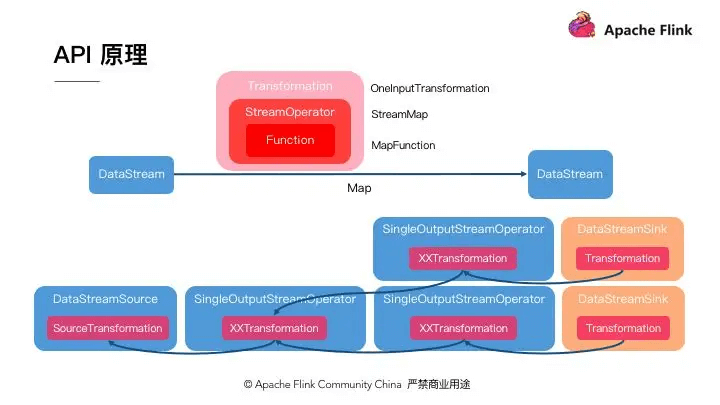 Apache Flink
API 原理
Transformation
OneInputTransformation
StreamOperator
StreamMap
Function
MapFunction
DataStream
DataStream
Map
SingleOutputStreamOperator
DataStreamSink
XXTransformation
Transformation
DataStreamSource
SingleOutputStreamOperator
SingleOutputStreamOperator
DataStreamSink
SourceTransformation
XXTransformation
XXTransformation
Transformation
© Apache Flink Community China 严禁商业用途